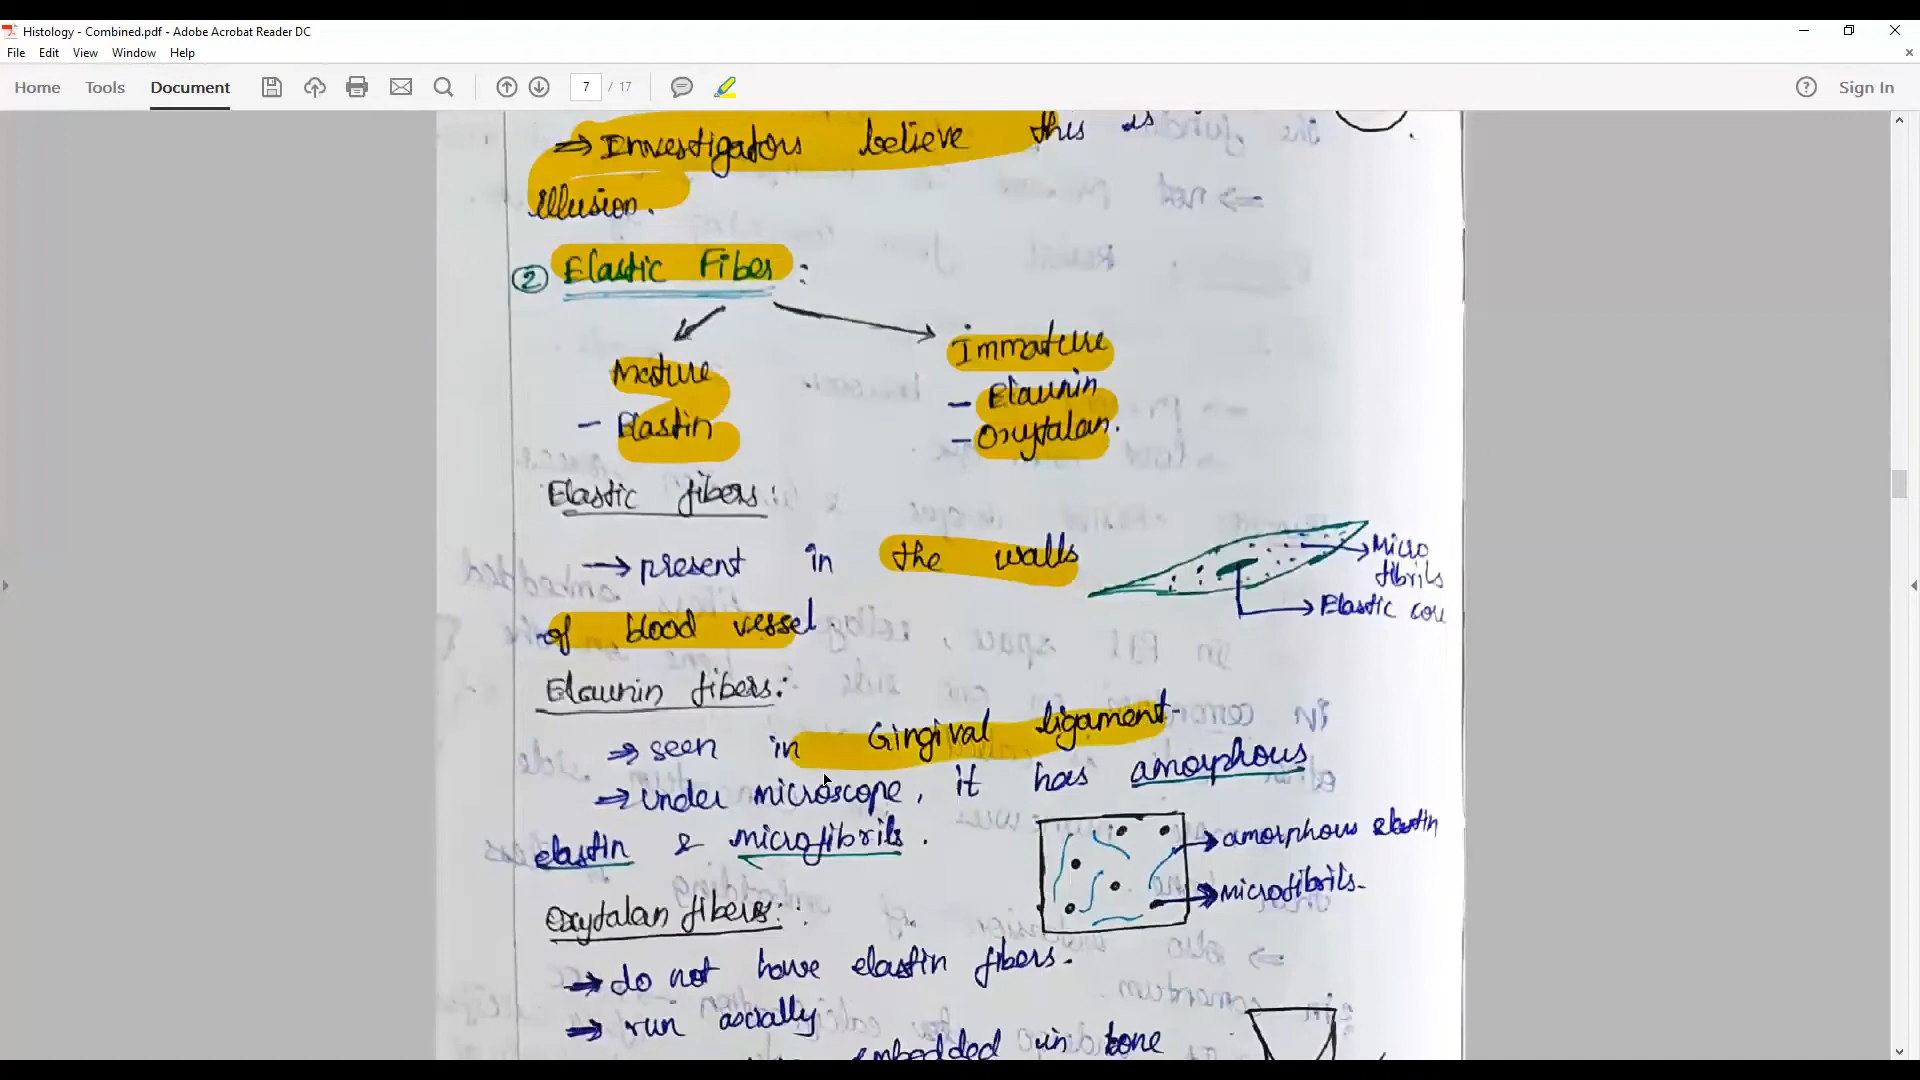 Histology - Combined.pdf - Adobe Acrobat Reader DC
File Edit View Window Help
Home Tools Document 7 / 17 Sign In
→ Investigators believe this is
illusion.
② Elastic Fiber :
Mature Immature
- Elastin - Elaunin
- Oxytalan.
Elastic fibers:
→ present in the walls
of blood vessel
Micro
fibrils
Elastic core
Elaunin fibers:
→ seen in Gingival ligament
→ under microscope, it has amorphous
elastin & microfibrils.
amorphous elastin
microfibrils
Oxytalan fibers:
→ do not have elastin fibers.
→ run axially
embedded in bone